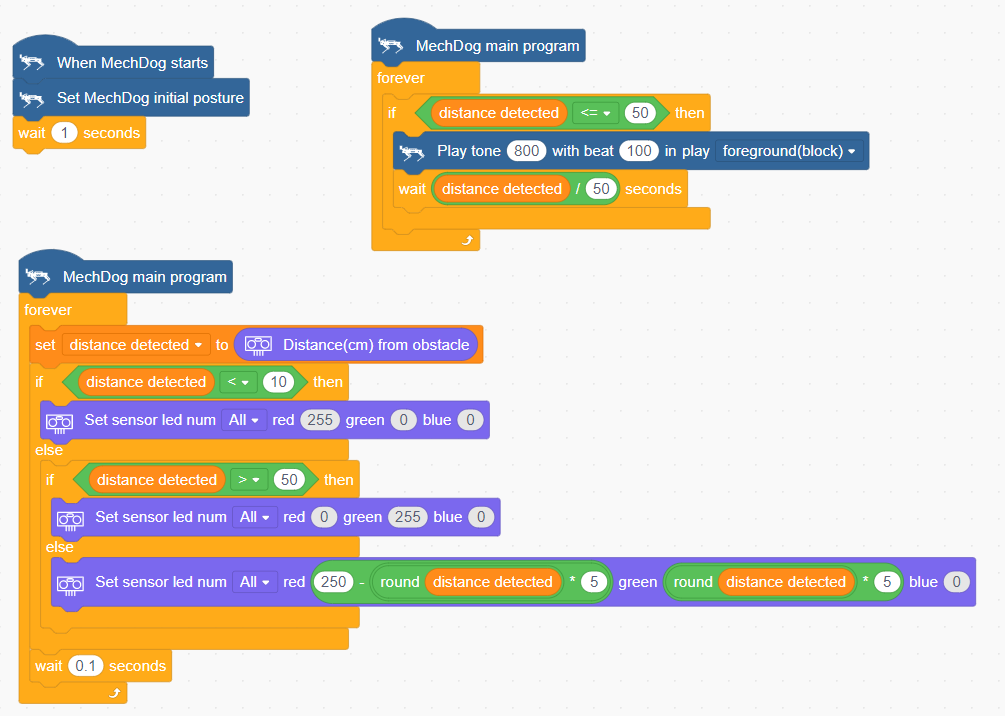 When MechDog starts
Set MechDog initial posture
wait 1 seconds
MechDog main program
forever
if distance detected <= 50 then
Play tone 800 with beat 100 in play foreground(block)
wait distance detected / 50 seconds
MechDog main program
forever
set distance detected to Distance(cm) from obstacle
if distance detected < 10 then
Set sensor led num All red 255 green 0 blue 0
else
if distance detected > 50 then
Set sensor led num All red 0 green 255 blue 0
else
Set sensor led num All red 250 - round distance detected * 5 green round distance detected * 5 blue 0
wait 0.1 seconds